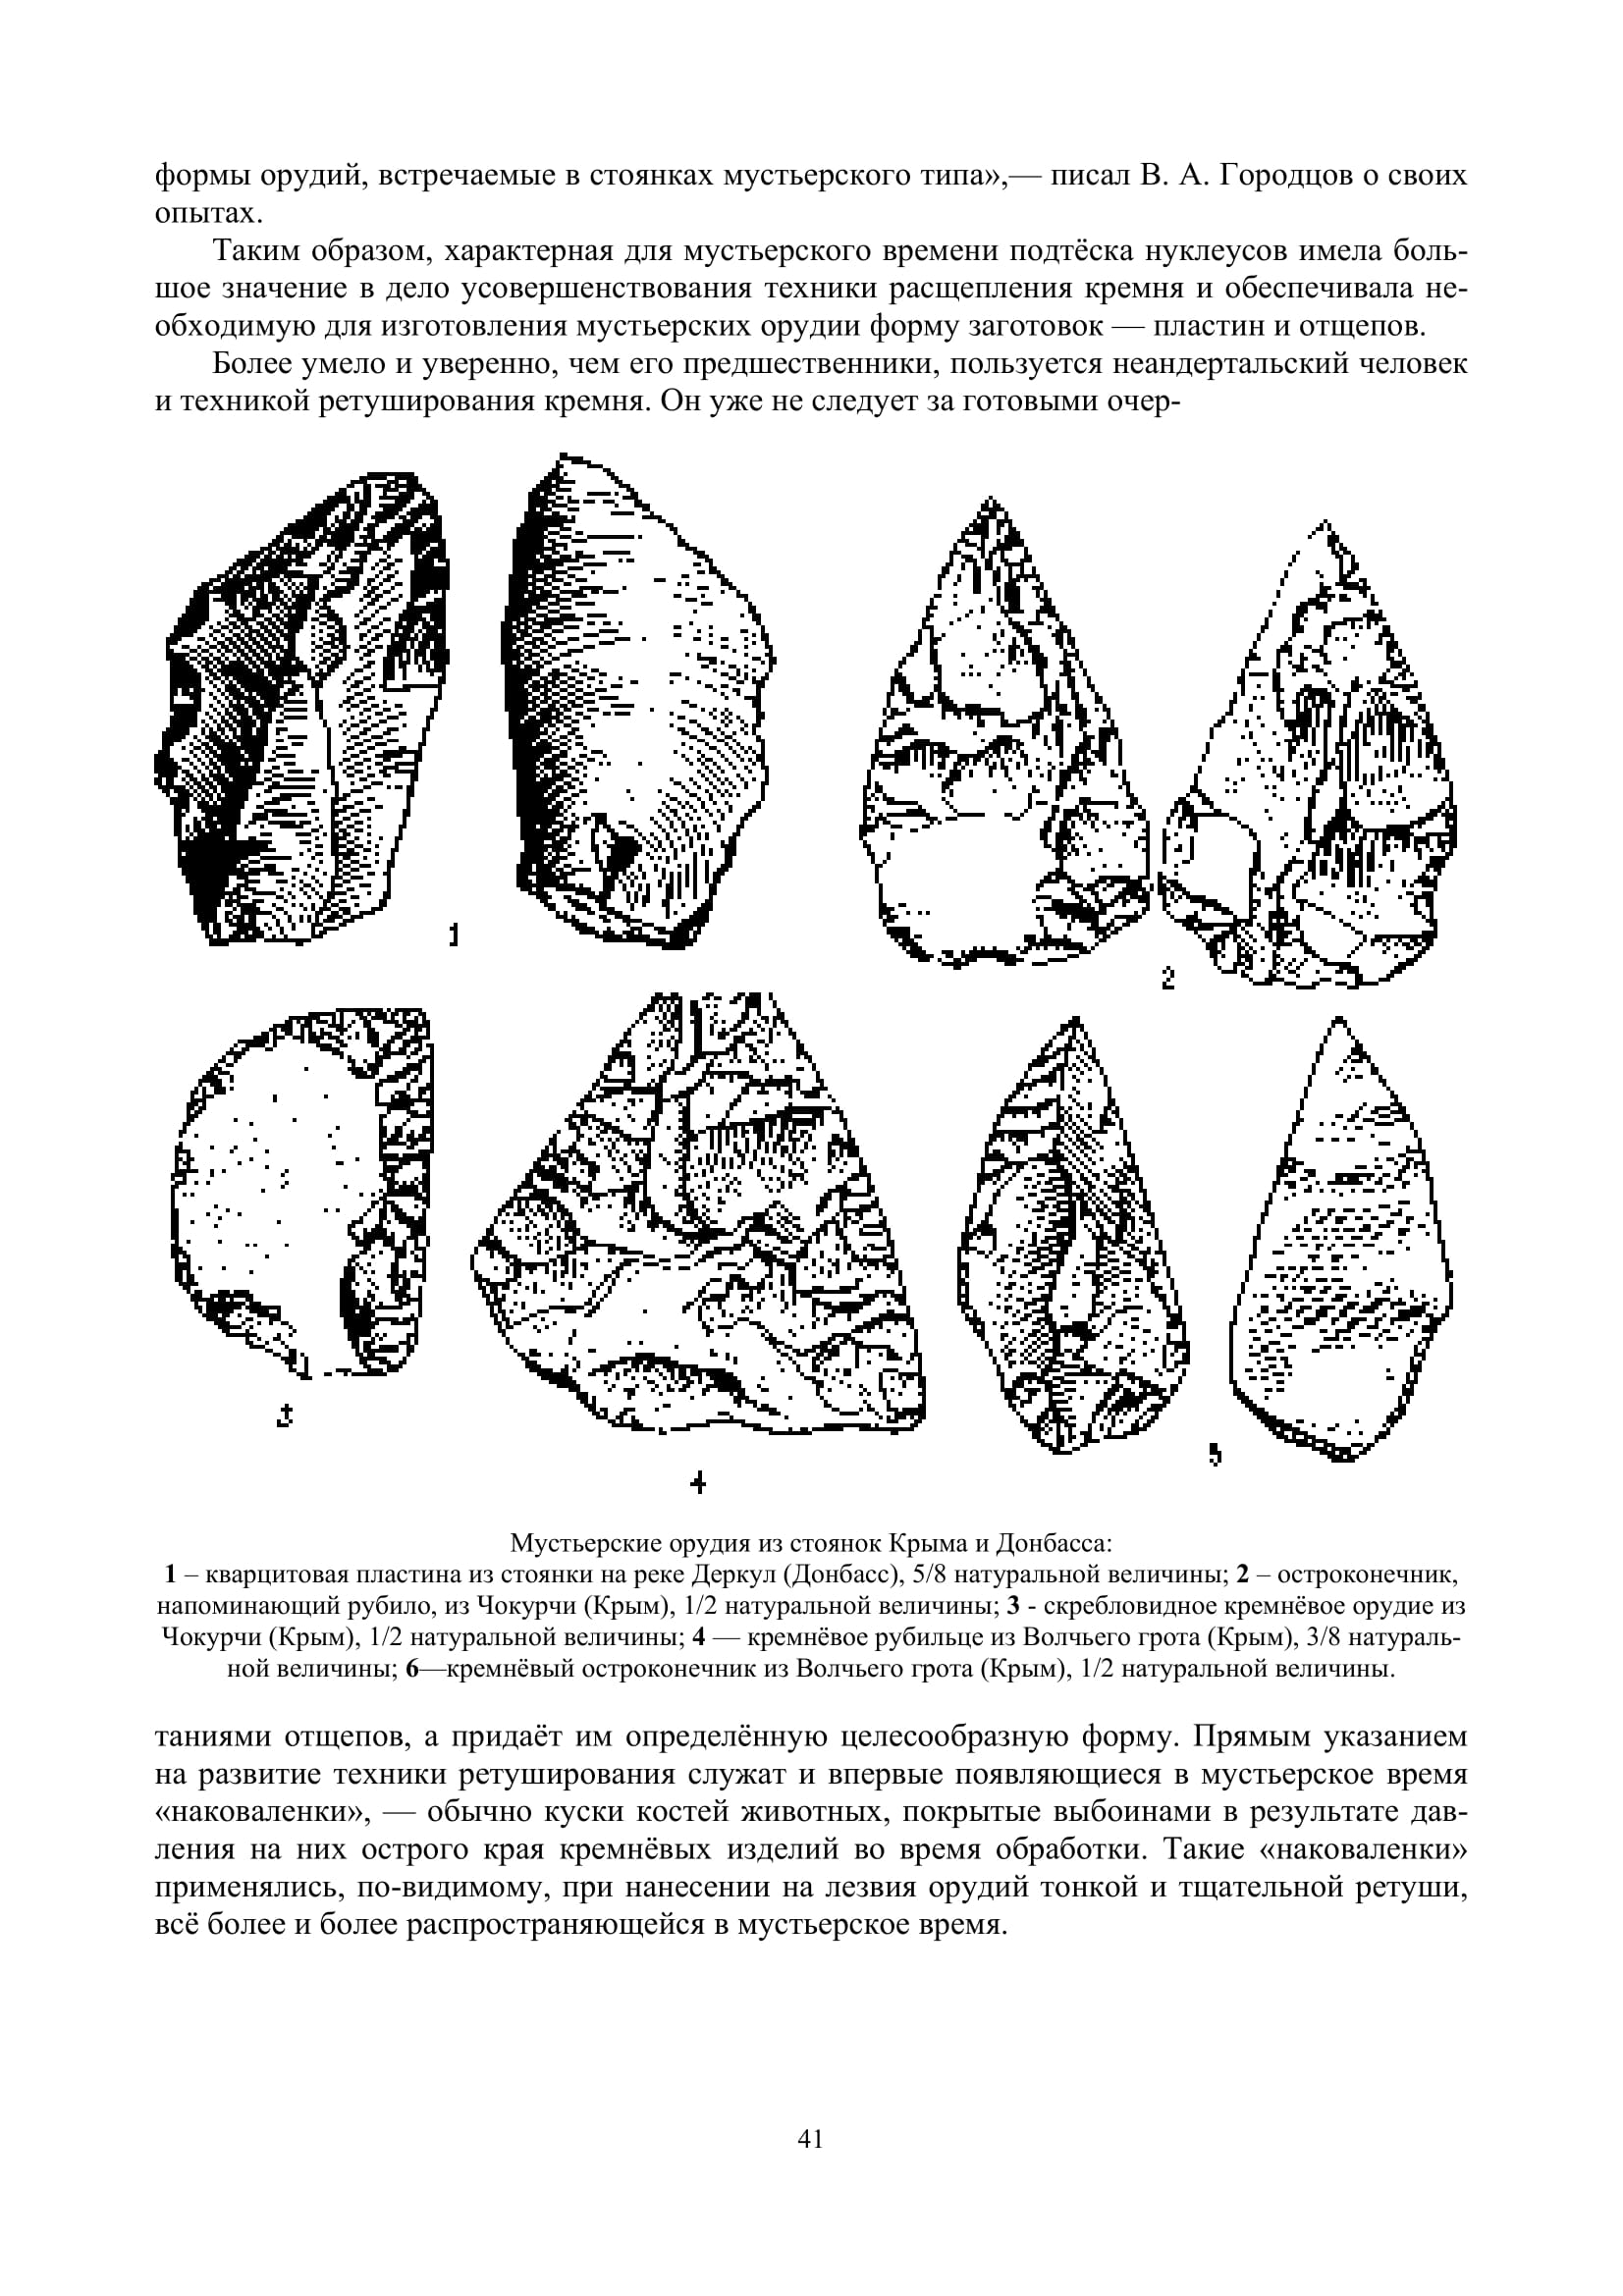 формы орудий, встречаемые в стоянках мустьерского типа»,— писал В. А. Городцов о своих
опытах.
Таким образом, характерная для мустьерского времени подтёска нуклеусов имела боль-
шое значение в дело усовершенствования техники расщепления кремня и обеспечивала не-
обходимую для изготовления мустьерских орудии форму заготовок — пластин и отщепов.
Более умело и уверенно, чем его предшественники, пользуется неандертальский человек
и техникой ретуширования кремня. Он уже не следует за готовыми очер-
1
2
3
4
5
Мустьерские орудия из стоянок Крыма и Донбасса:
1 – кварцитовая пластина из стоянки на реке Деркул (Донбасс), 5/8 натуральной величины; 2 – остроконечник,
напоминающий рубило, из Чокурчи (Крым), 1/2 натуральной величины; 3 - скребловидное кремнёвое орудие из
Чокурчи (Крым), 1/2 натуральной величины; 4 — кремнёвое рубильце из Волчьего грота (Крым), 3/8 натураль-
ной величины; 6—кремнёвый остроконечник из Волчьего грота (Крым), 1/2 натуральной величины.
таниями отщепов, а придаёт им определённую целесообразную форму. Прямым указанием
на развитие техники ретуширования служат и впервые появляющиеся в мустьерское время
«наковаленки», — обычно куски костей животных, покрытые выбоинами в результате дав-
ления на них острого края кремнёвых изделий во время обработки. Такие «наковаленки»
применялись, по-видимому, при нанесении на лезвия орудий тонкой и тщательной ретуши,
всё более и более распространяющейся в мустьерское время.
41